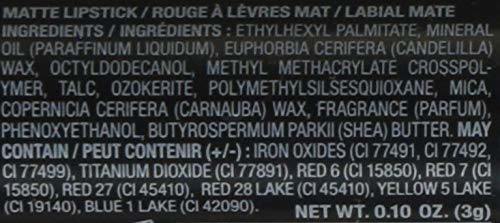 MATTE LIPSTICK / ROUGE À LÈVRES MAT / LABIAL MATE
INGREDIENTS / INGRÉDIENTS : ETHYLHEXYL PALMITATE, MINERAL
OIL (PARAFFINUM LIQUIDUM), EUPHORBIA CERIFERA (CANDELILLA)
WAX, OCTYLDODECANOL, METHYL METHACRYLATE CROSSPOL-
YMER, TALC, OZOKERITE, POLYMETHYLSILSESQUIOXANE, MICA,
COPERNICIA CERIFERA (CARNAUBA) WAX, FRAGRANCE (PARFUM),
PHENOXYETHANOL, BUTYROSPERMUM PARKII (SHEA) BUTTER. MAY
CONTAIN / PEUT CONTENIR (+/-) : IRON OXIDES (CI 77491, CI 77492,
CI 77499), TITANIUM DIOXIDE (CI 77891), RED 6 (CI 15850), RED 7 (CI
15850), RED 27 (CI 45410), RED 28 LAKE (CI 45410), YELLOW 5 LAKE
(CI 19140), BLUE 1 LAKE (CI 42090). NET WT. 0.10 OZ. (3g)